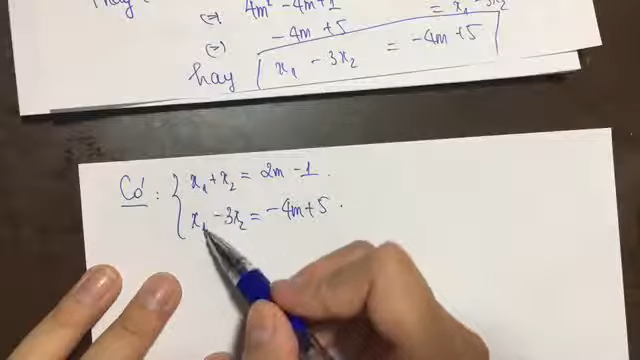 (=) 4m² - 4m + 1 = x₁ - 3x₂
(=) - 4m + 5
hay x₁ - 3x₂ = - 4m + 5
Có : x₁ + x₂ = 2m - 1 .
x₁ - 3x₂ = - 4m + 5 .